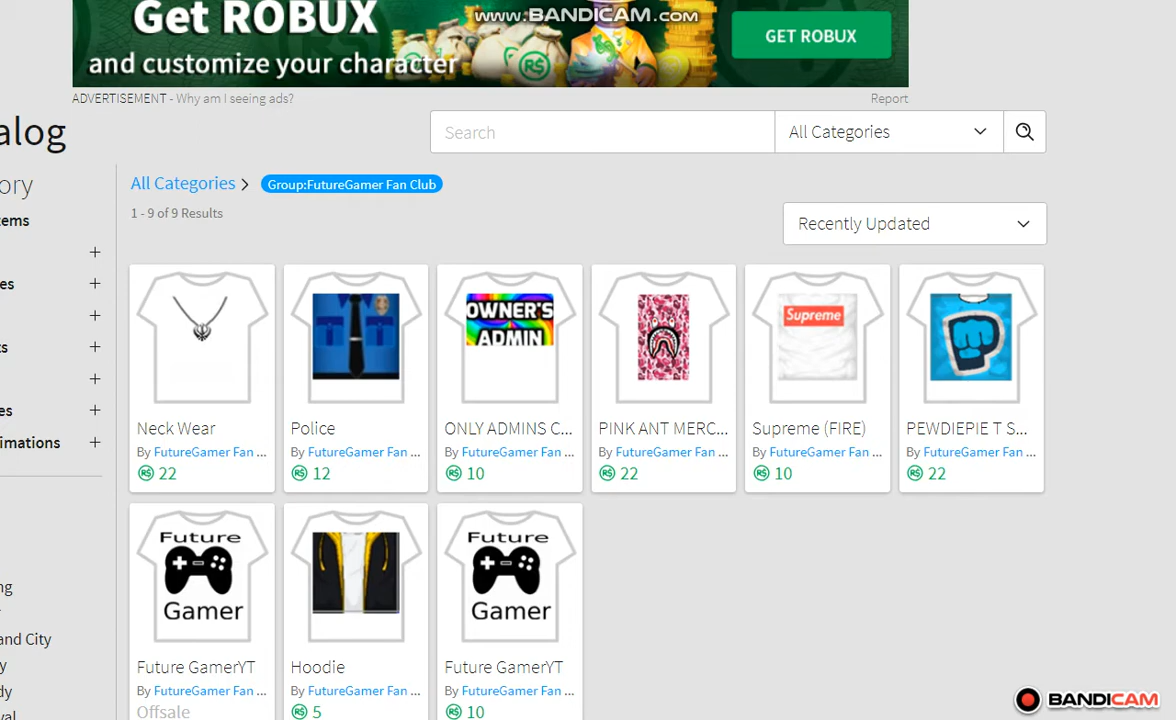 Get ROBUX
www.BANDICAM.com
GET ROBUX
and customize your character
ADVERTISEMENT - Why am I seeing ads?
Report
alog
Search
All Categories
ory
All Categories
Group:FutureGamer Fan Club
1 - 9 of 9 Results
Recently Updated
tems
es
ts
es
imations
OWNER'S
ADMIN
Supreme
P
Neck Wear
By FutureGamer Fan ...
R$ 22
Police
By FutureGamer Fan ...
R$ 12
ONLY ADMINS C...
By FutureGamer Fan ...
R$ 10
PINK ANT MERC...
By FutureGamer Fan ...
R$ 22
Supreme (FIRE)
By FutureGamer Fan ...
R$ 10
PEWDIEPIE T S...
By FutureGamer Fan ...
R$ 22
Future
Gamer
Future
Gamer
Future GamerYT
By FutureGamer Fan ...
Offsale
Hoodie
By FutureGamer Fan ...
R$ 5
Future GamerYT
By FutureGamer Fan ...
R$ 10
ng
and City
y
dy
val
BANDICAM